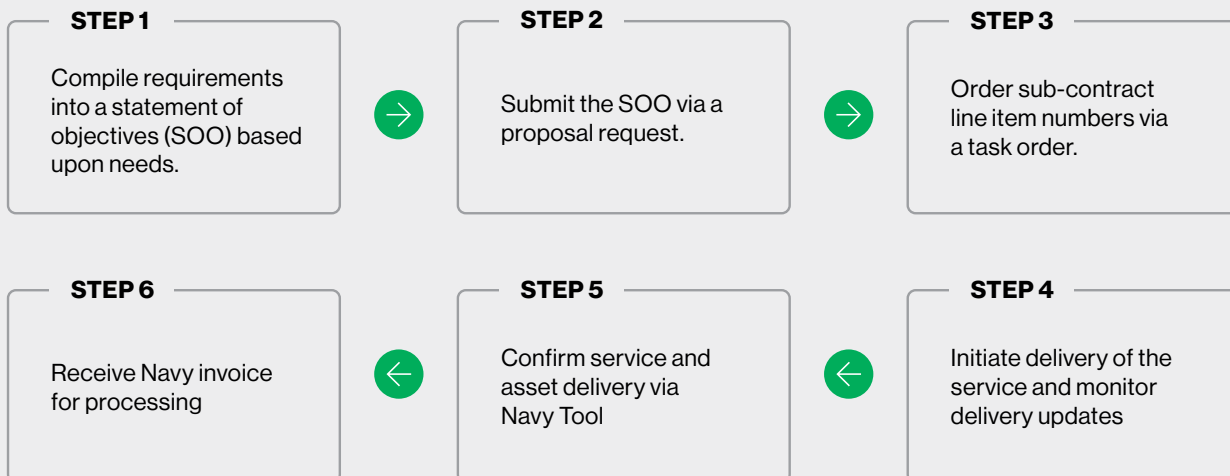 STEP 1
Compile requirements
into a statement of
objectives (SOO) based
upon needs.
STEP 2
Submit the SOO via a
proposal request.
STEP 3
Order sub-contract
line item numbers via
a task order.
STEP 4
Initiate delivery of the
service and monitor
delivery updates
STEP 5
Confirm service and
asset delivery via
Navy Tool
STEP 6
Receive Navy invoice
for processing